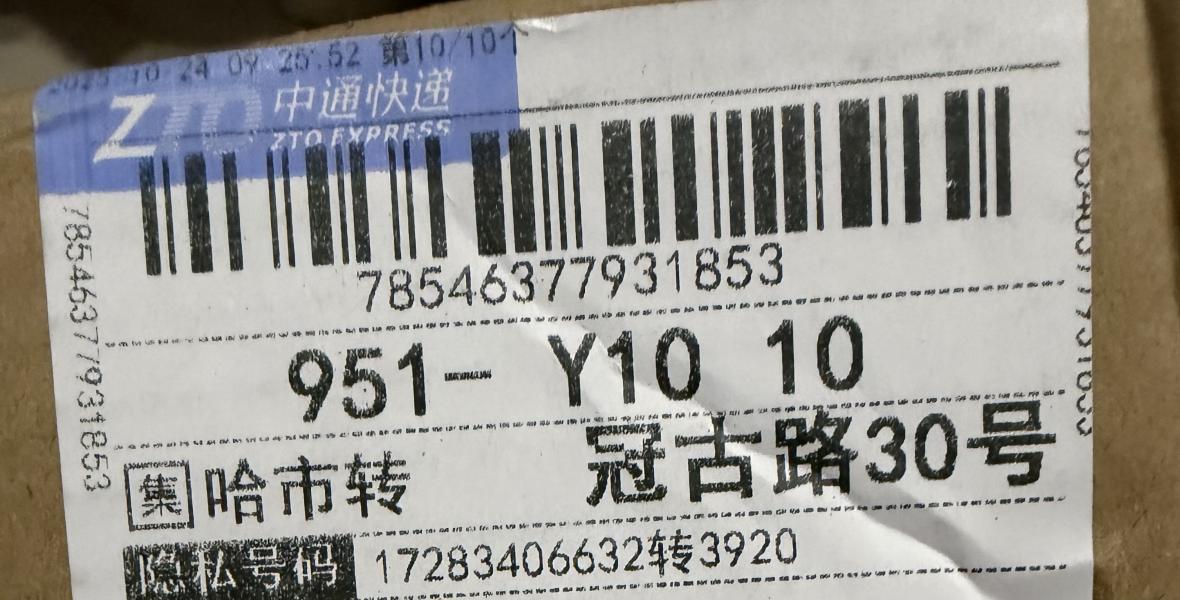 2025 10 24 09 25:52 第10/10个
ZTO 中通快递
ZTO EXPRESS
78546377931853
78546377931853
951- Y10 10
冠古路30号
集 哈市转
隐私号码 17283406632转3920